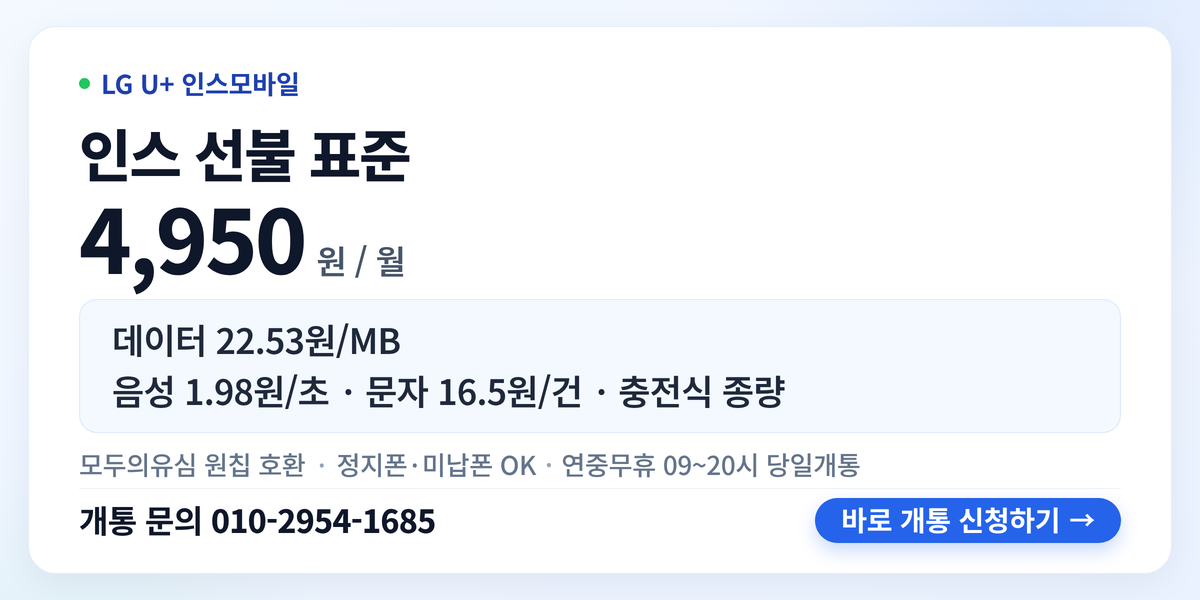 LG U+ 인스모바일
인스 선불 표준
4,950 원 / 월
데이터 22.53원/MB
음성 1.98원/초 · 문자 16.5원/건 · 충전식 종량
모두의유심 원칩 호환 · 정지폰·미납폰 OK · 연중무휴 09~20시 당일개통
개통 문의 010-2954-1685
바로 개통 신청하기 →